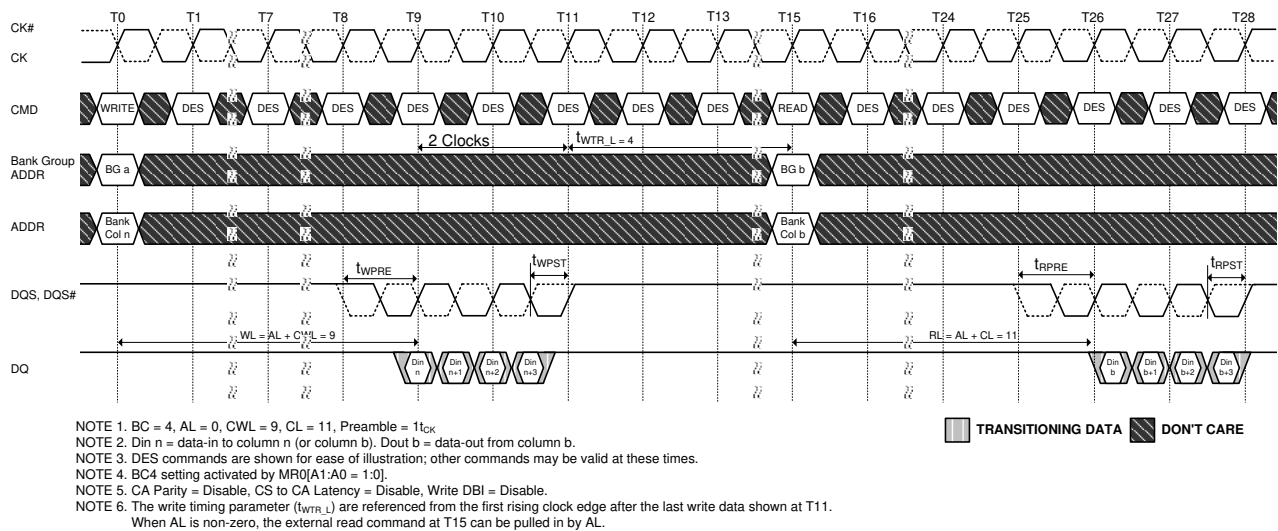 T0 T1 T7 T8 T9 T10 T11 T12 T13 T15 T16 T24 T25 T26 T27 T28
CK#
CK
CMD WRITE DES DES DES DES DES DES DES DES READ DES DES DES DES DES DES
2 Clocks tWTR_L = 4
Bank Group
ADDR
BG a BG b
ADDR
Bank
Col n
Bank
Col b
tWPRE tWPST tRPRE tRPST
DQS, DQS#
WL = AL + CWL = 9 RL = AL + CL = 11
DQ
Din
n
Din
n+1
Din
n+2
Din
n+3
Din
b
Din
b+1
Din
b+2
Din
b+3
NOTE 1. BC = 4, AL = 0, CWL = 9, CL = 11, Preamble = 1tCK
NOTE 2. Din n = data-in to column n (or column b). Dout b = data-out from column b.
NOTE 3. DES commands are shown for ease of illustration; other commands may be valid at these times.
NOTE 4. BC4 setting activated by MR0[A1:A0 = 1:0].
NOTE 5. CA Parity = Disable, CS to CA Latency = Disable, Write DBI = Disable.
NOTE 6. The write timing parameter (tWTR_L) are referenced from the first rising clock edge after the last write data shown at T11.
When AL is non-zero, the external read command at T15 can be pulled in by AL.
TRANSITIONING DATA DON'T CARE